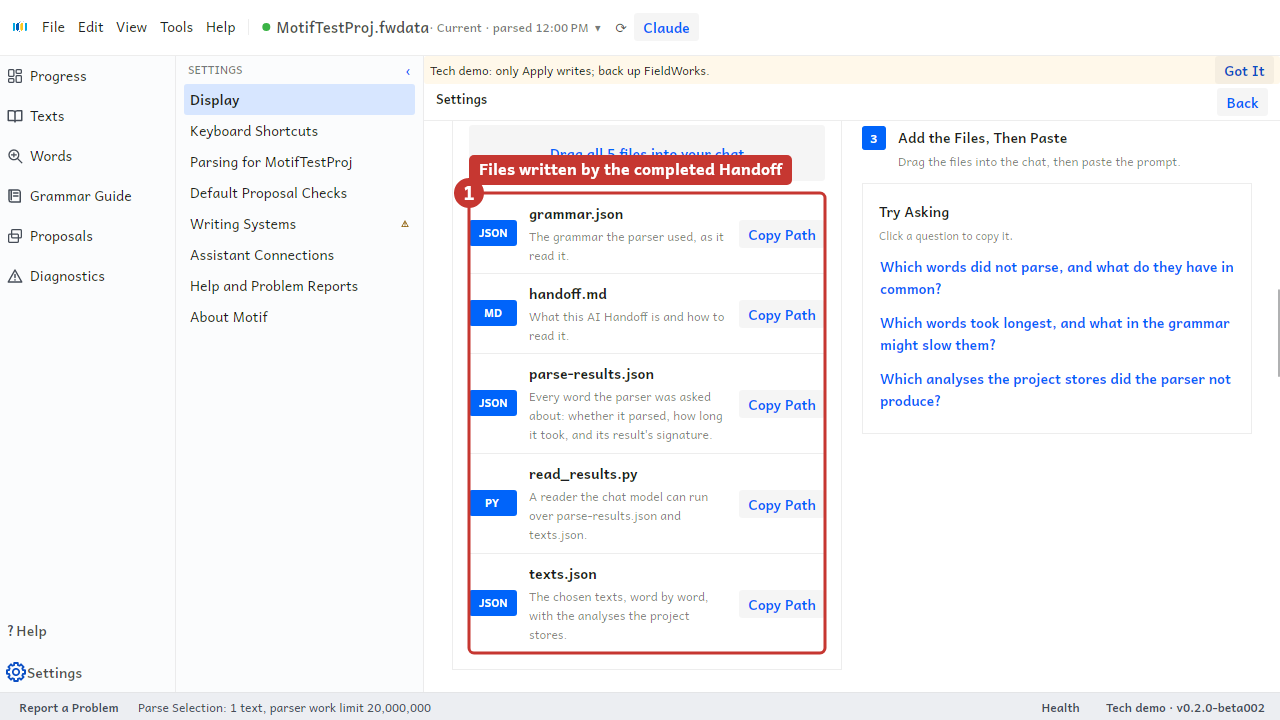 File Edit View Tools Help
MotifTestProj.fwdata · Current · parsed 12:00 PM ▾ ⟳ Claude
Progress
Texts
Words
Grammar Guide
Proposals
Diagnostics
? Help
Settings
SETTINGS ‹
Display
Keyboard Shortcuts
Parsing for MotifTestProj
Default Proposal Checks
Writing Systems
Assistant Connections
Help and Problem Reports
About Motif
Tech demo: only Apply writes; back up FieldWorks. Got It
Settings Back
Drag all 5 files into your chat
Files written by the completed Handoff
1
grammar.json
JSON
The grammar the parser used, as it
read it.
Copy Path
handoff.md
MD
What this AI Handoff is and how to
read it.
Copy Path
parse-results.json
JSON
Every word the parser was asked
about: whether it parsed, how long
it took, and its result's signature.
Copy Path
read_results.py
PY
A reader the chat model can run
over parse-results.json and
texts.json.
Copy Path
texts.json
JSON
The chosen texts, word by word,
with the analyses the project
stores.
Copy Path
3 Add the Files, Then Paste
Drag the files into the chat, then paste the prompt.
Try Asking
Click a question to copy it.
Which words did not parse, and what do they have in
common?
Which words took longest, and what in the grammar
might slow them?
Which analyses the project stores did the parser not
produce?
Report a Problem Parse Selection: 1 text, parser work limit 20,000,000 Health Tech demo · v0.2.0-beta002